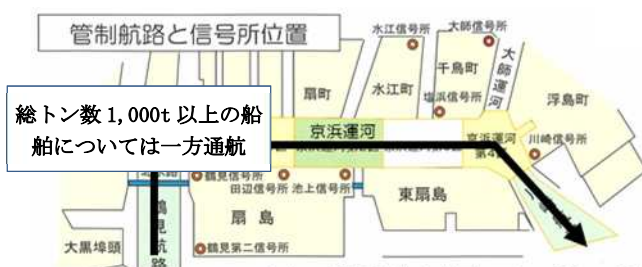 管制航路と信号所位置
水江信号所
大師信号所
大師運河
千鳥町
扇町
水江町
塩浜信号所
浮島町
総トン数 1,000t 以上の船
舶については一方通航
京浜運河
京浜運河
第4区
川崎信号所
鶴見信号所
田辺信号所
池上信号所
東扇島
扇島
鶴見航路
大黒埠頭
鶴見第二信号所